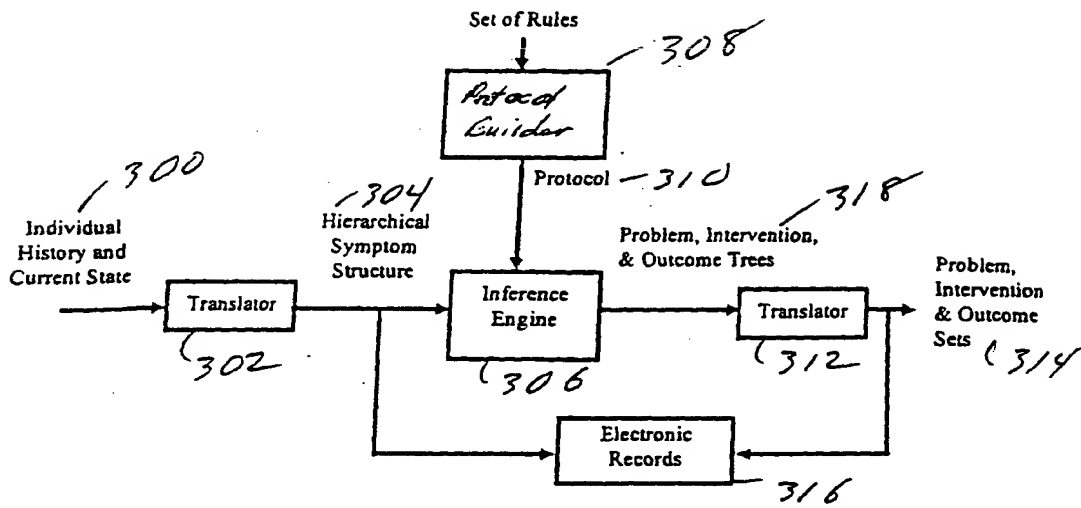 Set of Rules
308
Protocol
Builder
300
304
Protocol
310
318
Individual
History and
Current State
Hierarchical
Symptom
Structure
Problem, Intervention,
& Outcome Trees
Problem,
Intervention
& Outcome
Sets
314
Translator
302
Inference
Engine
306
Translator
312
Electronic
Records
316